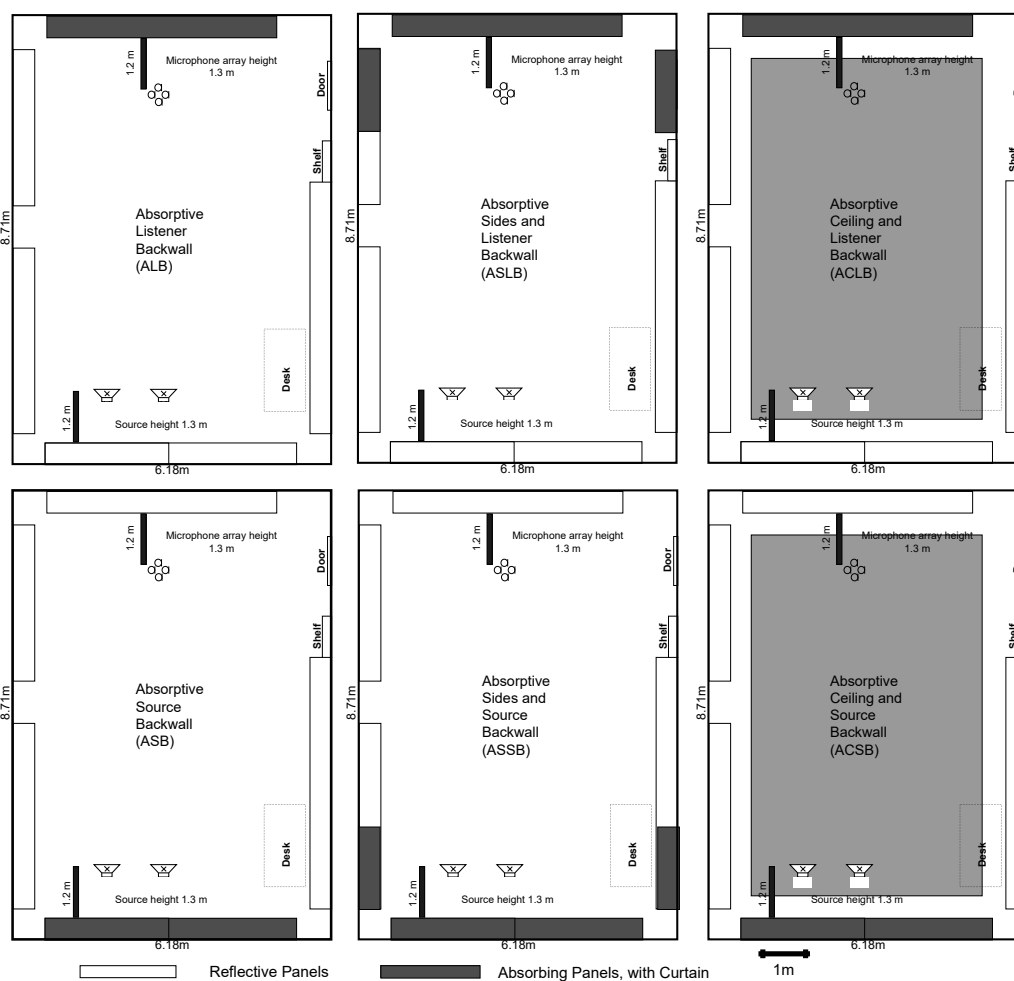 1.2 m
Microphone array height
1.3 m
Door
Shelf
8.71m
Absorptive
Listener
Backwall
(ALB)
Desk
1.2 m
Source height 1.3 m
6.18m
1.2 m
Microphone array height
1.3 m
Shelf
8.71m
Absorptive
Sides and
Listener
Backwall
(ASLB)
Desk
1.2 m
Source height 1.3 m
6.18m
1.2 m
Microphone array height
1.3 m
Shelf
Absorptive
Ceiling and
Listener
Backwall
(ACLB)
Desk
1.2 m
Source height 1.3 m
6.18m
1.2 m
Microphone array height
1.3 m
Door
Shelf
8.71m
Absorptive
Source
Backwall
(ASB)
Desk
1.2 m
Source height 1.3 m
6.18m
1.2 m
Microphone array height
1.3 m
Door
Shelf
8.71m
Absorptive
Sides and
Source
Backwall
(ASSB)
Desk
1.2 m
Source height 1.3 m
6.18m
1.2 m
Microphone array height
1.3 m
Shelf
Absorptive
Ceiling and
Source
Backwall
(ACSB)
Desk
1.2 m
Source height 1.3 m
6.18m
Reflective Panels
Absorbing Panels, with Curtain
1m